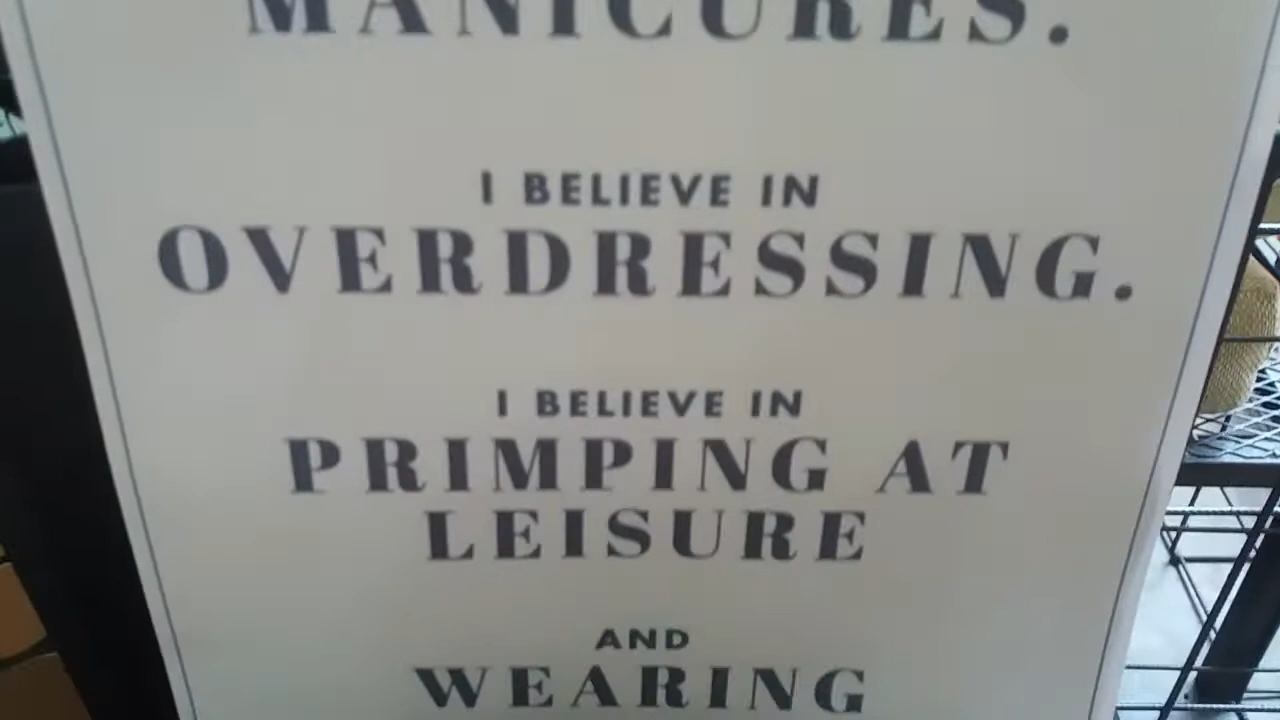 MANICURES.
I BELIEVE IN
OVERDRESSING.
I BELIEVE IN
PRIMPING AT
LEISURE
AND
WEARING